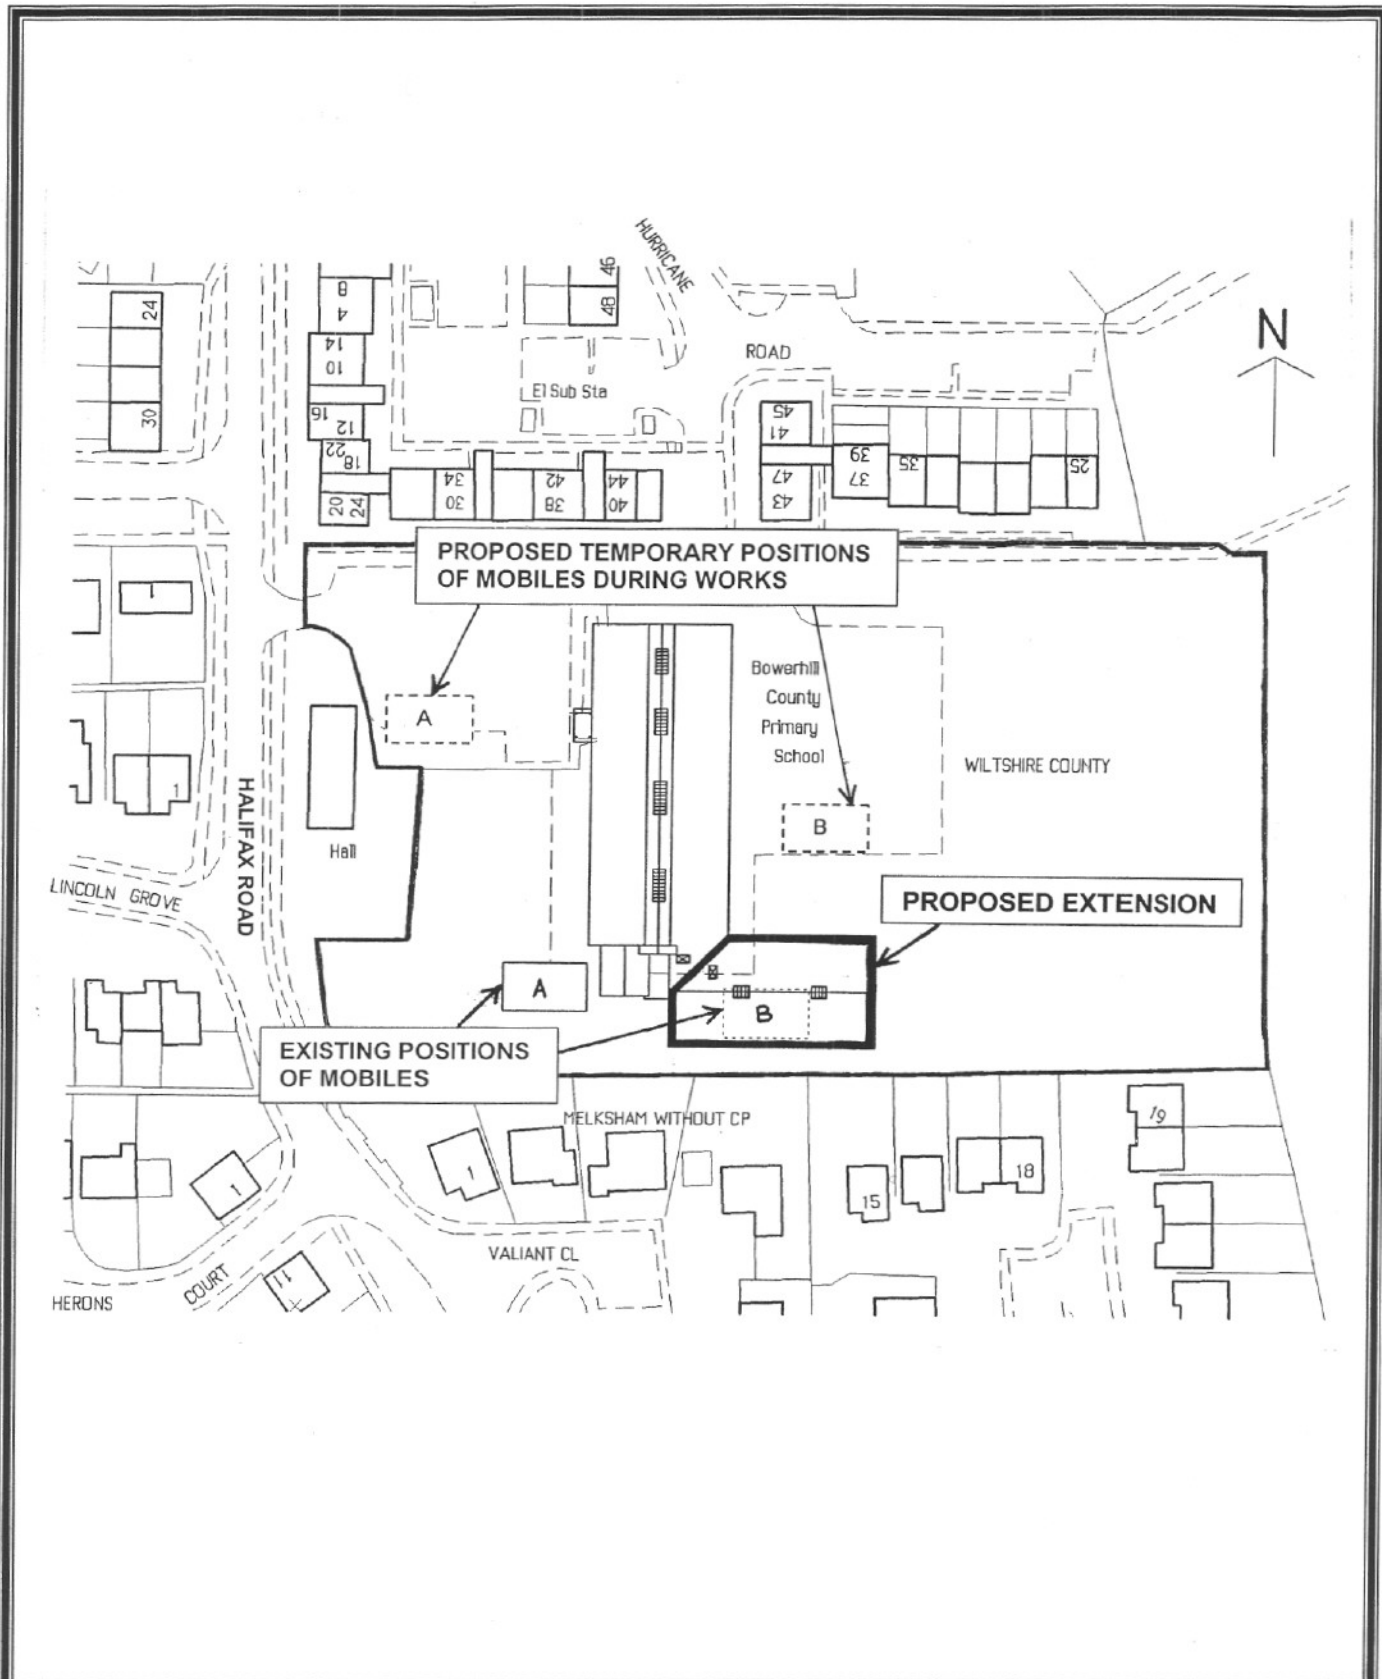 HURRICANE
46
48
24
30
8
4
14
10
16
12
22
18
20
24
N
ROAD
El Sub Sta
34
30
42
38
44
40
45
41
47
43
39
37
35
25
PROPOSED TEMPORARY POSITIONS
OF MOBILES DURING WORKS
1
A
Bowerhill
County
Primary
School
WILTSHIRE COUNTY
1
HALIFAX ROAD
B
Hall
LINCOLN GROVE
PROPOSED EXTENSION
A
B
EXISTING POSITIONS
OF MOBILES
MELKSHAM WITHOUT CP
19
1
1
15
18
VALIANT CL
11
HERONS
COURT